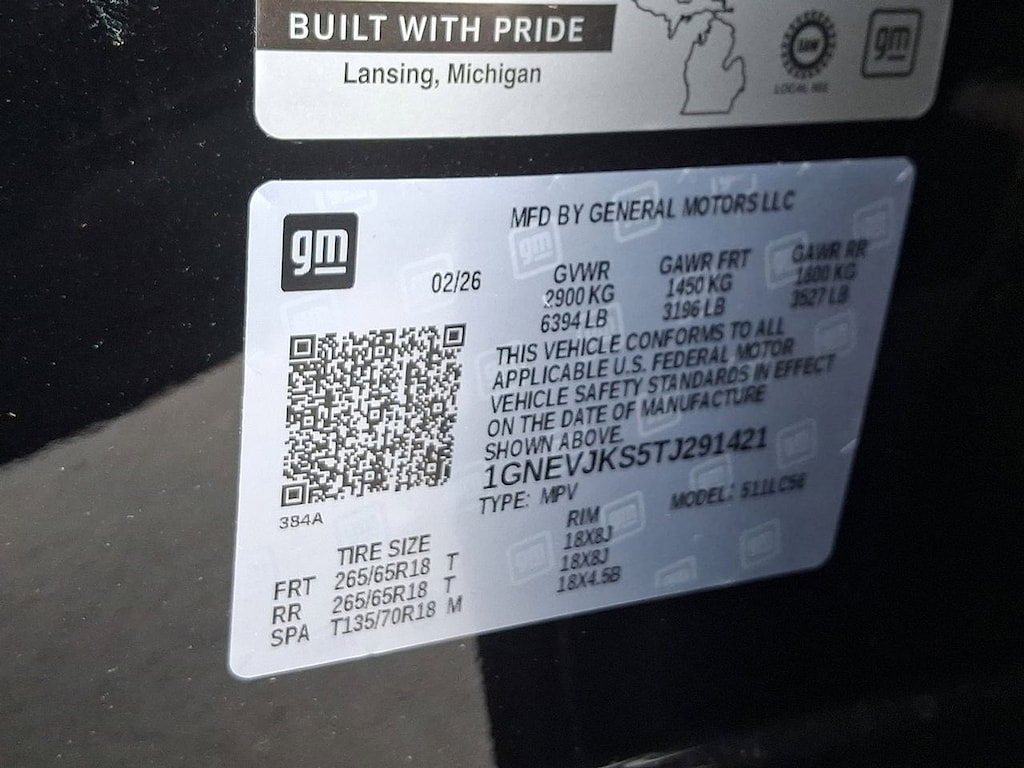 BUILT WITH PRIDE
Lansing, Michigan
UAW
gm
gm
MFD BY GENERAL MOTORS LLC
02/26
GVWR GAWR FRT GAWR RR
2900 KG 1450 KG 1600 KG
6394 LB 3196 LB 3527 LB
THIS VEHICLE CONFORMS TO ALL
APPLICABLE U.S. FEDERAL MOTOR
VEHICLE SAFETY STANDARDS IN EFFECT
ON THE DATE OF MANUFACTURE
SHOWN ABOVE.
1GNEVJKS5TJ291421
TYPE: MPV MODEL: 511LC56
384A
TIRE SIZE RIM
FRT 265/65R18 T 18X8J
RR 265/65R18 T 18X8J
SPA T135/70R18 M 18X4.5B